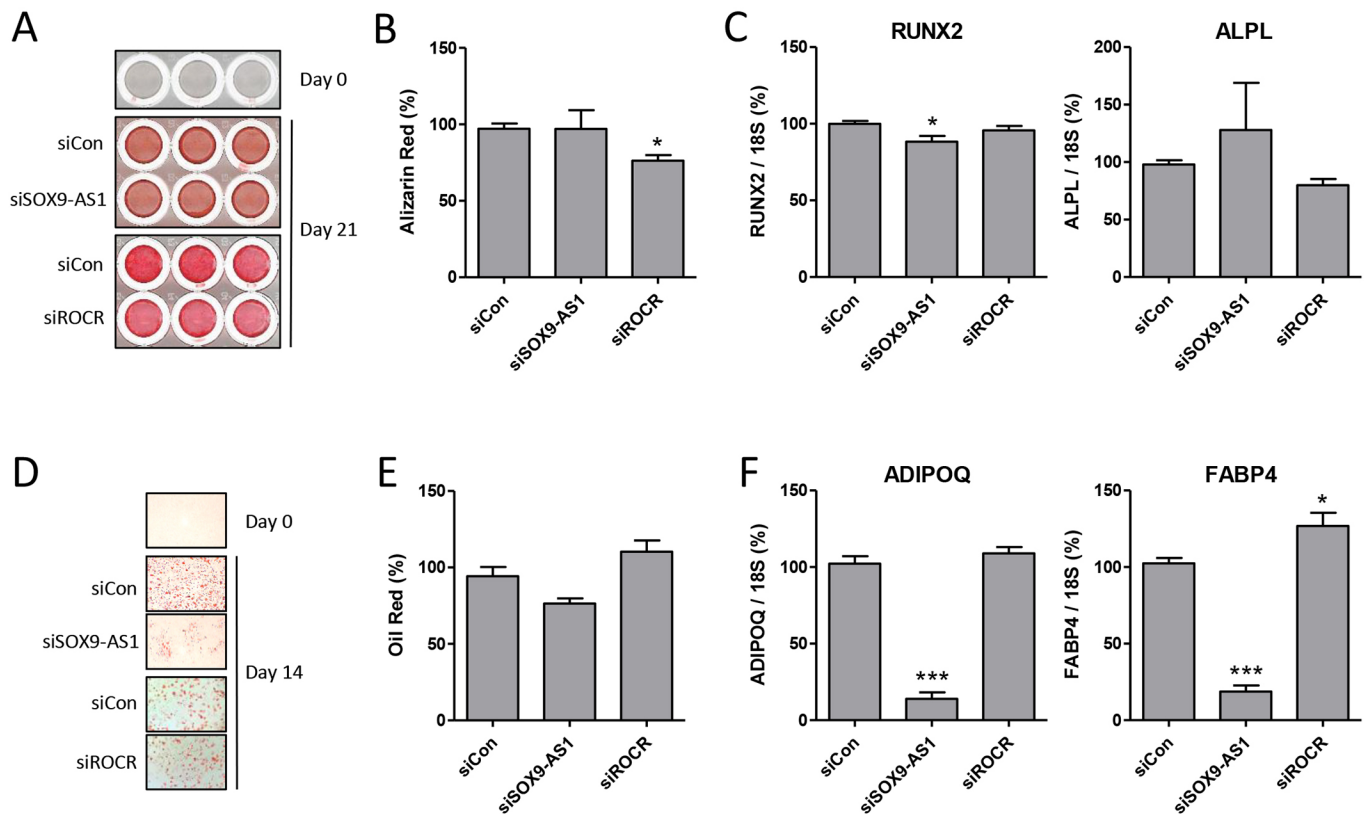 A
Day 0
siCon
siSOX9-AS1
siCon
siROCR
Day 21
B
Alizarin Red (%)
150
100
50
0
*
siCon
siSOX9-AS1
siROCR
C
RUNX2
RUNX2 / 18S (%)
150
100
50
0
*
siCon
siSOX9-AS1
siROCR
ALPL
ALPL / 18S (%)
200
150
100
50
0
siCon
siSOX9-AS1
siROCR
D
Day 0
siCon
siSOX9-AS1
siCon
siROCR
Day 14
E
Oil Red (%)
150
100
50
0
siCon
siSOX9-AS1
siROCR
F
ADIPOQ
ADIPOQ / 18S (%)
150
100
50
0
***
siCon
siSOX9-AS1
siROCR
FABP4
FABP4 / 18S (%)
150
100
50
0
***
*
siCon
siSOX9-AS1
siROCR